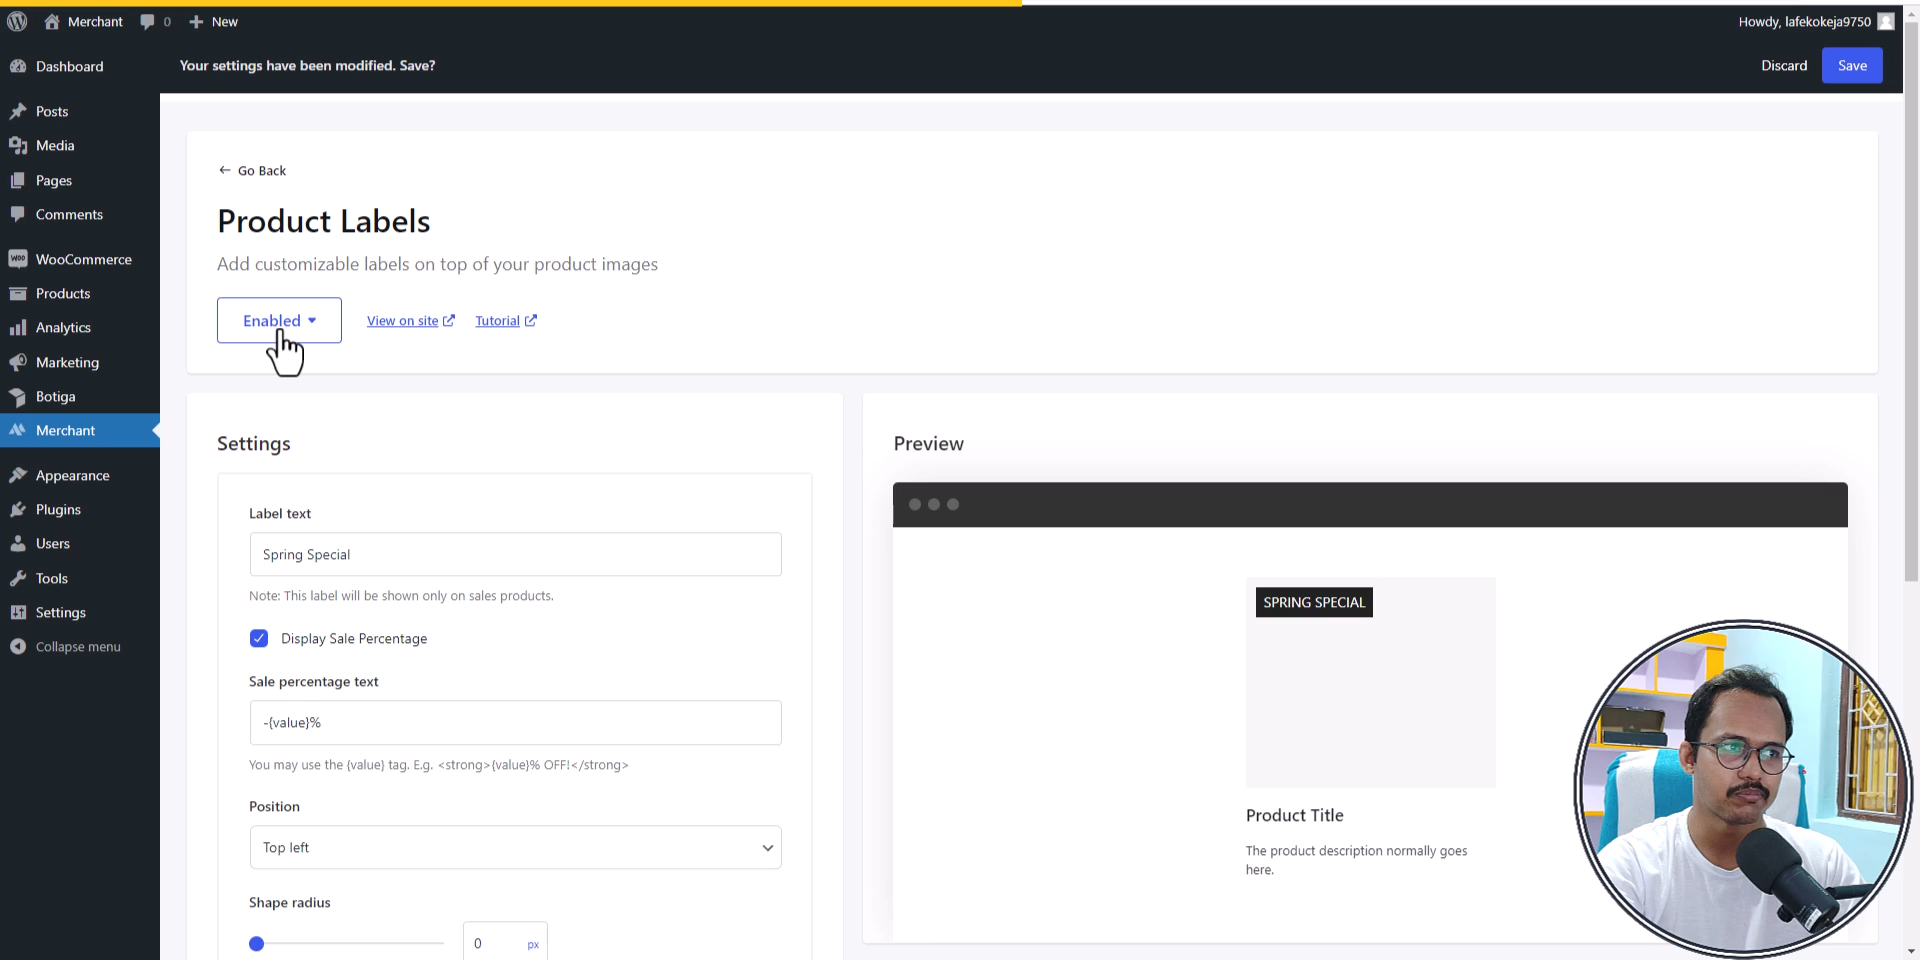 Merchant
0
New
Howdy, lafekokeja9750
Your settings have been modified. Save?
Discard
Save
Dashboard
Posts
Media
Pages
Comments
WooCommerce
Products
Analytics
Marketing
Botiga
Merchant
Appearance
Plugins
Users
Tools
Settings
Collapse menu
← Go Back
Product Labels
Add customizable labels on top of your product images
Enabled
View on site
Tutorial
Settings
Label text
Spring Special
Note: This label will be shown only on sales products.
Display Sale Percentage
Sale percentage text
-{value}%
You may use the {value} tag. E.g. <strong>{value}% OFF!</strong>
Position
Top left
Shape radius
0 px
Preview
SPRING SPECIAL
Product Title
The product description normally goes
here.